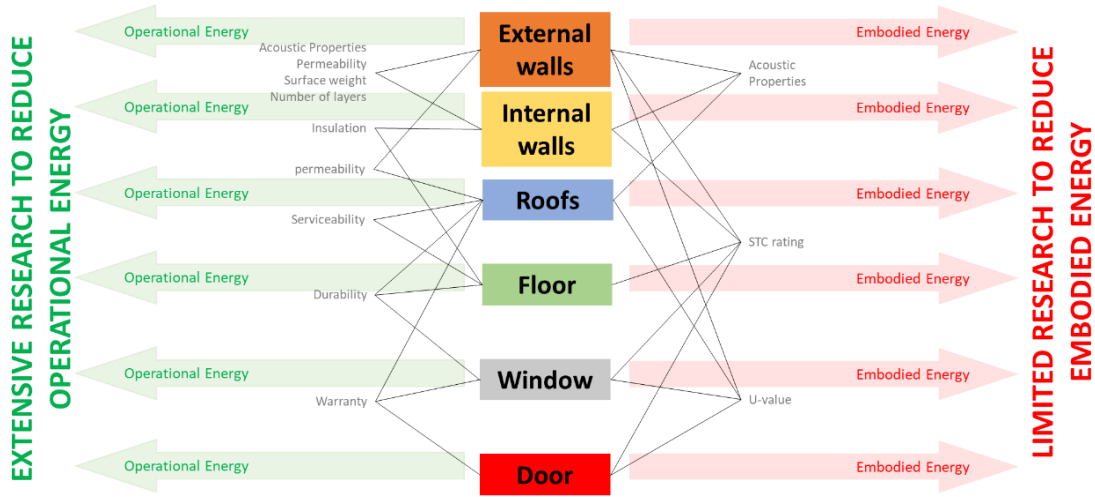 EXTENSIVE RESEARCH TO REDUCE
OPERATIONAL ENERGY
Operational Energy
External
walls
Embodied Energy
Acoustic Properties
Permeability
Surface weight
Number of layers
Acoustic
Properties
Operational Energy
Internal
walls
Embodied Energy
Insulation
permeability
Operational Energy
Roofs
Embodied Energy
Serviceability
STC rating
Operational Energy
Floor
Embodied Energy
Durability
Operational Energy
Window
Embodied Energy
Warranty
U-value
Operational Energy
Door
Embodied Energy
LIMITED RESEARCH TO REDUCE
EMBODIED ENERGY